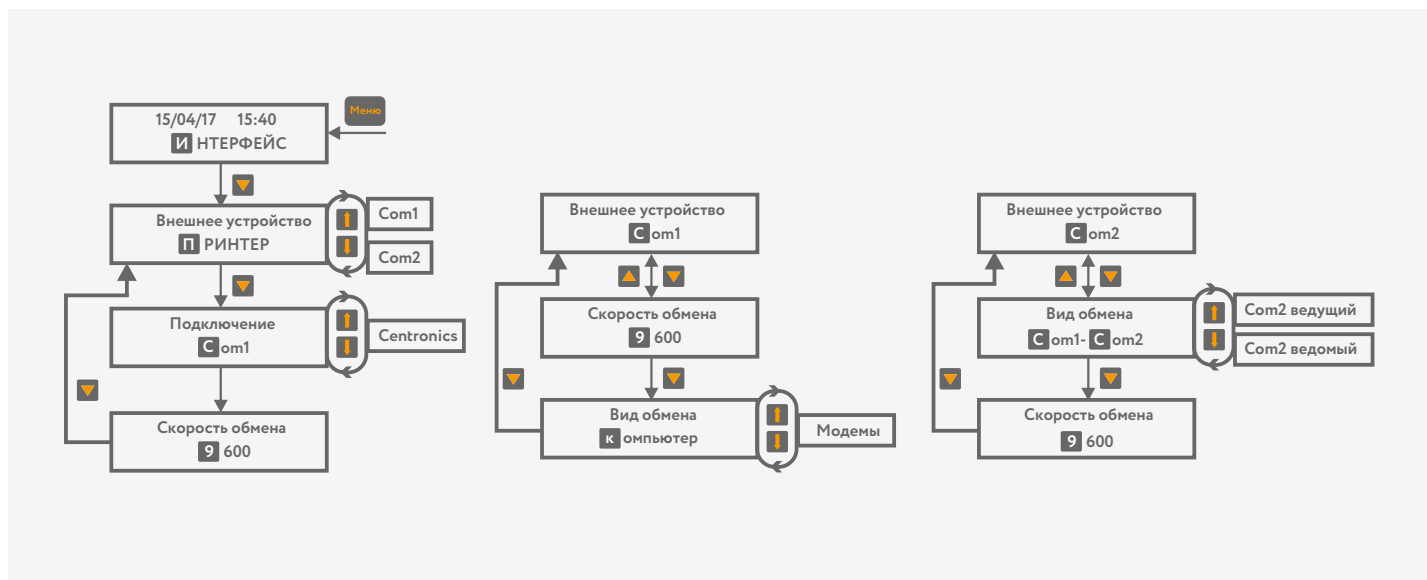 Меню
15/04/17 15:40
ИНТЕРФЕЙС
Внешнее устройство
ПРИНТЕР
Com1
Com2
Подключение
Com1
Centronics
Скорость обмена
9600
Внешнее устройство
Com1
Скорость обмена
9600
Вид обмена
компьютер
Модемы
Внешнее устройство
Com2
Вид обмена
Com1- Com2
Com2 ведущий
Com2 ведомый
Скорость обмена
9600